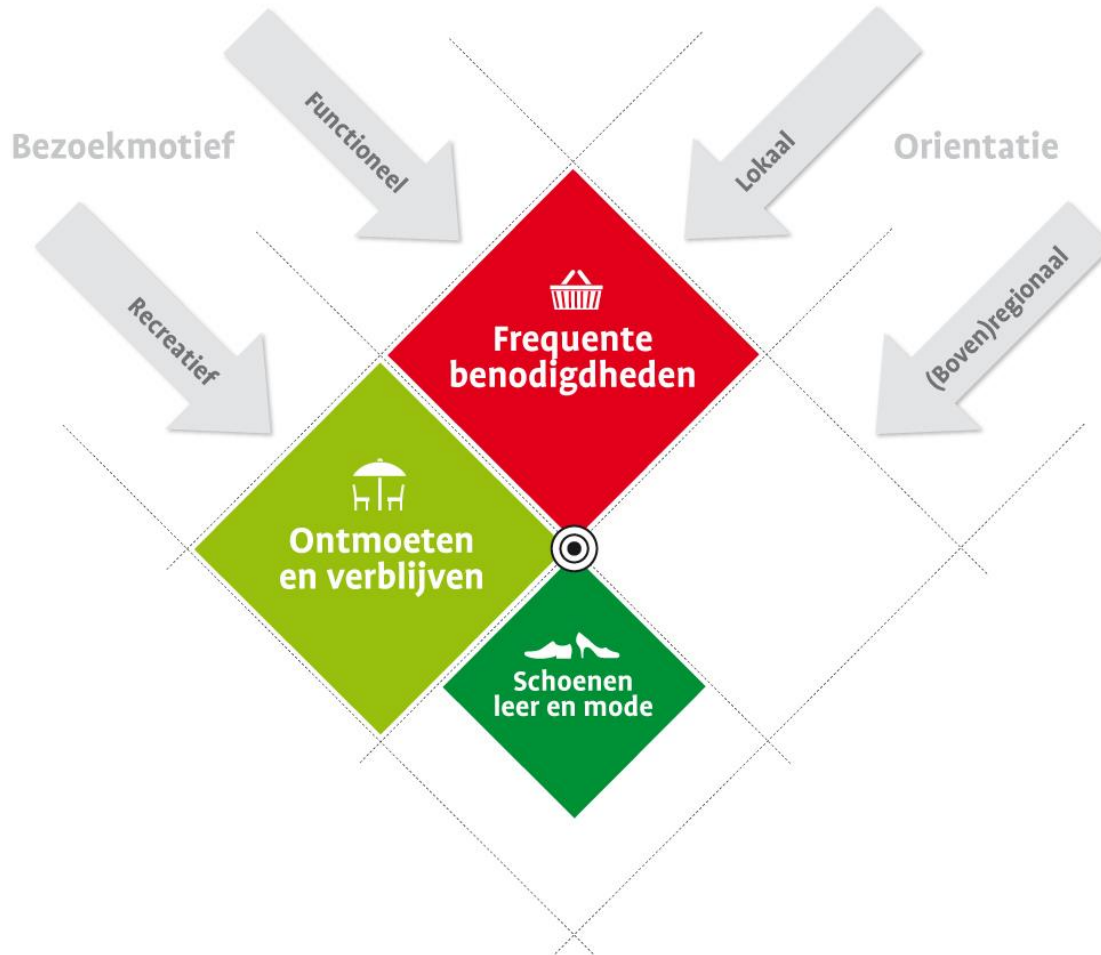 Functioneel
Lokaal
Bezoekmotief
Orientatie
Recreatief
(Boven)regionaal
Frequente
benodigdheden
Ontmoeten
en verblijven
Schoenen
leer en mode